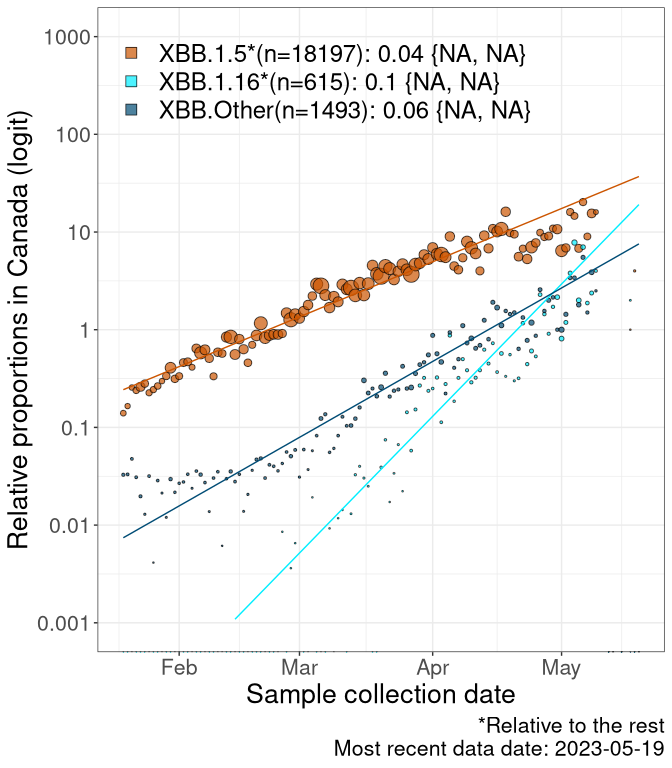 Relative proportions in Canada (logit)
1000
100
10
1
0.1
0.01
0.001
XBB.1.5*(n=18197): 0.04 {NA, NA}
XBB.1.16*(n=615): 0.1 {NA, NA}
XBB.Other(n=1493): 0.06 {NA, NA}
Feb Mar Apr May
Sample collection date
*Relative to the rest
Most recent data date: 2023-05-19